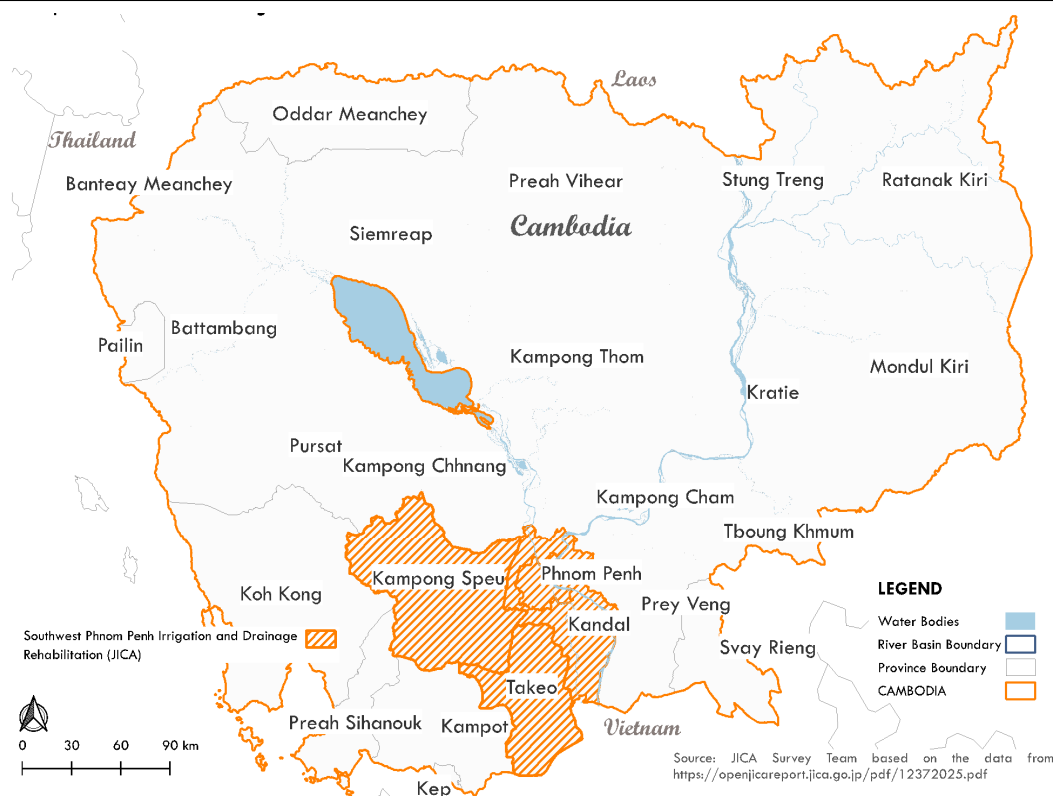 Laos
Oddar Meanchey
Thailand
Banteay Meanchey
Preah Vihear
Stung Treng
Ratanak Kiri
Cambodia
Siemreap
Battambang
Pailin
Kampong Thom
Mondul Kiri
Kratie
Pursat
Kampong Chhnang
Kampong Cham
Tboung Khmum
Kampong Speu
Phnom Penh
Koh Kong
Prey Veng
Kandal
Svay Rieng
Takeo
Preah Sihanouk
Kampot
Vietnam
Kep
Southwest Phnom Penh Irrigation and Drainage
Rehabilitation (JICA)
0 30 60 90 km
LEGEND
Water Bodies
River Basin Boundary
Province Boundary
CAMBODIA
Source: JICA Survey Team based on the data from
https://openjicareport.jica.go.jp/pdf/12372025.pdf